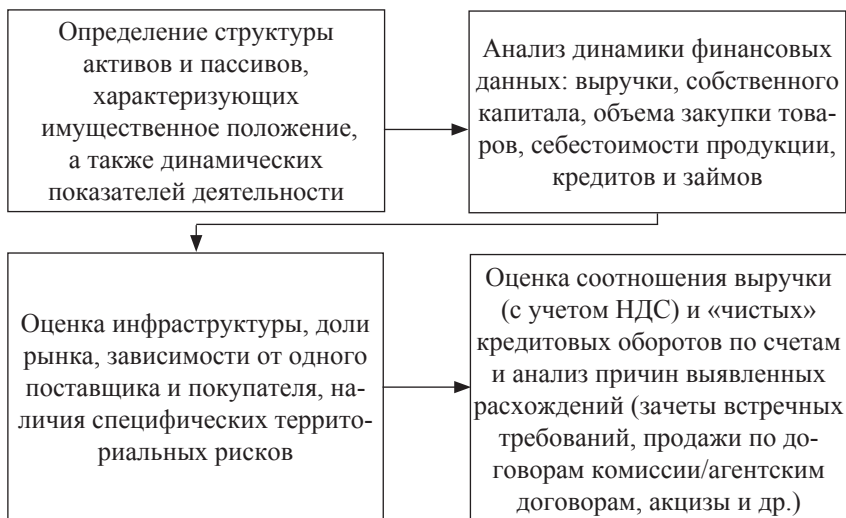 Определение структуры
активов и пассивов,
характеризующих
имущественное положение,
а также динамических
показателей деятельности
Анализ динамики финансовых
данных: выручки, собственного
капитала, объема закупки това-
ров, себестоимости продукции,
кредитов и займов
Оценка инфраструктуры, доли
рынка, зависимости от одного
поставщика и покупателя, на-
личия специфических террито-
риальных рисков
Оценка соотношения выручки
(с учетом НДС) и «чистых»
кредитовых оборотов по счетам
и анализ причин выявленных
расхождений (зачеты встречных
требований, продажи по до-
говорам комиссии/агентским
договорам, акцизы и др.)